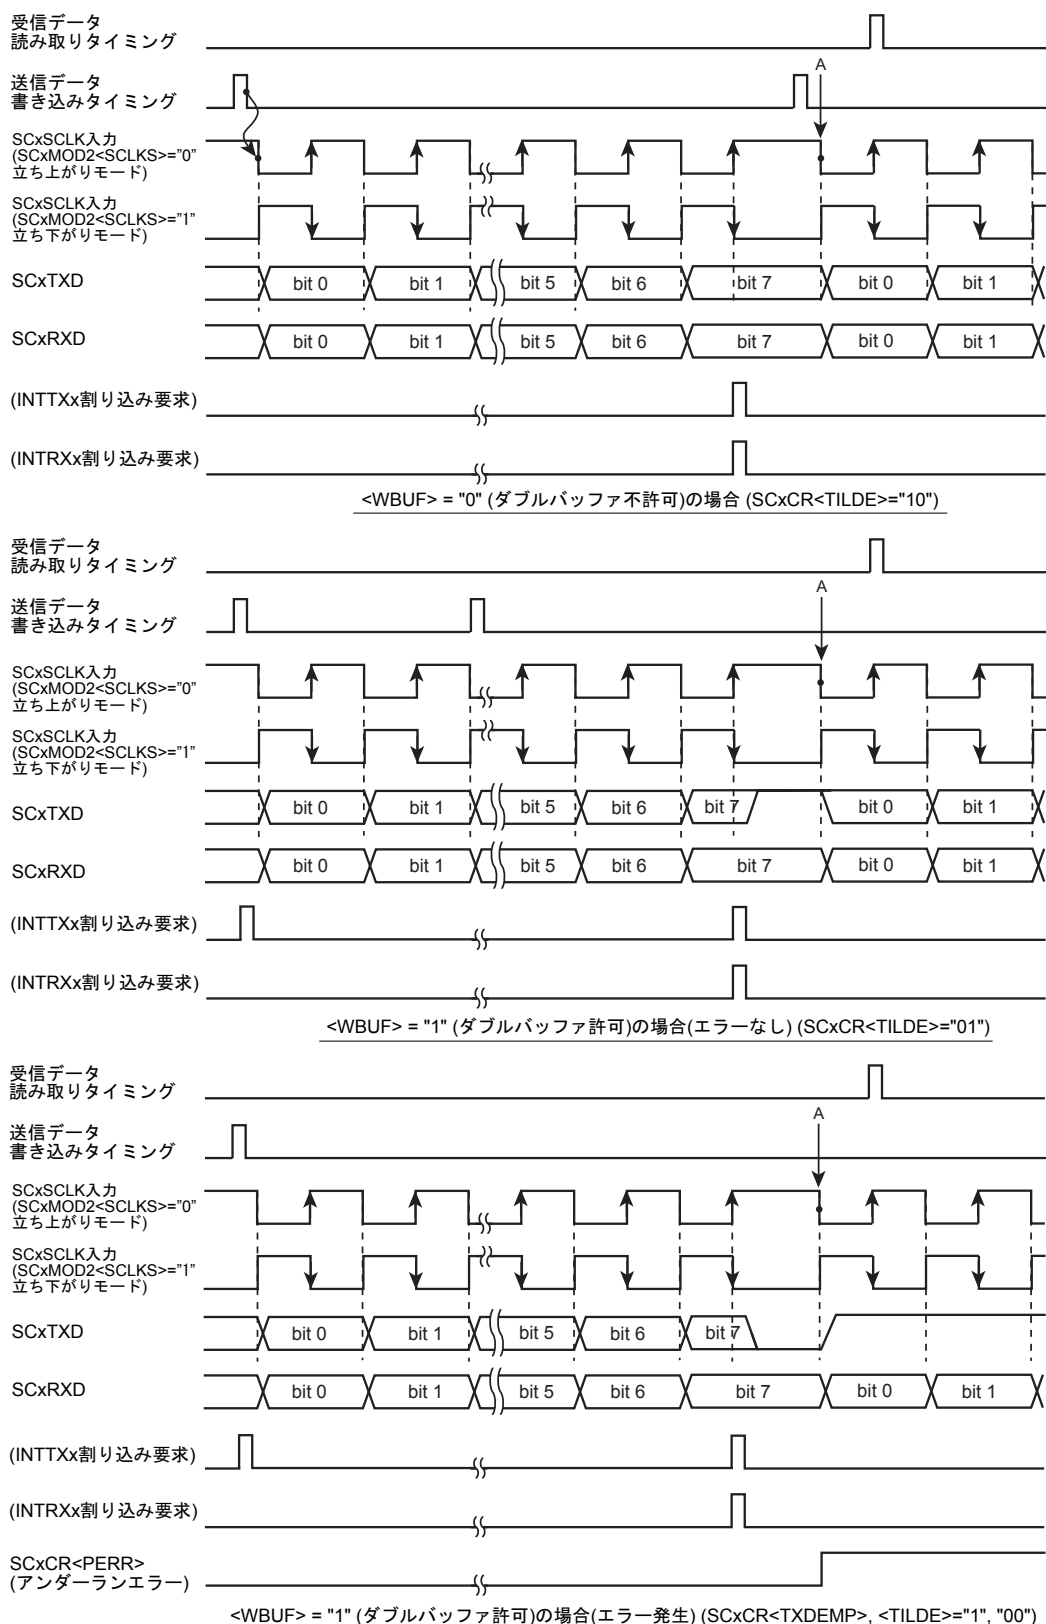 受信データ
読み取りタイミング
A
送信データ
書き込みタイミング
SCxSCLK入力
(SCxMOD2<SCLKS>="0"
立ち上がりモード)
SCxSCLK入力
(SCxMOD2<SCLKS>="1"
立ち下がりモード)
SCxTXD bit 0 bit 1 bit 5 bit 6 bit 7 bit 0 bit 1
SCxRXD bit 0 bit 1 bit 5 bit 6 bit 7 bit 0 bit 1
(INTTXx割り込み要求)
(INTRXx割り込み要求)
<WBUF> = "0" (ダブルバッファ不許可)の場合 (SCxCR<TILDE>="10")
受信データ
読み取りタイミング
A
送信データ
書き込みタイミング
SCxSCLK入力
(SCxMOD2<SCLKS>="0"
立ち上がりモード)
SCxSCLK入力
(SCxMOD2<SCLKS>="1"
立ち下がりモード)
SCxTXD bit 0 bit 1 bit 5 bit 6 bit 7 bit 0 bit 1
SCxRXD bit 0 bit 1 bit 5 bit 6 bit 7 bit 0 bit 1
(INTTXx割り込み要求)
(INTRXx割り込み要求)
<WBUF> = "1" (ダブルバッファ許可)の場合(エラーなし) (SCxCR<TILDE>="01")
受信データ
読み取りタイミング
A
送信データ
書き込みタイミング
SCxSCLK入力
(SCxMOD2<SCLKS>="0"
立ち上がりモード)
SCxSCLK入力
(SCxMOD2<SCLKS>="1"
立ち下がりモード)
SCxTXD bit 0 bit 1 bit 5 bit 6 bit 7
SCxRXD bit 0 bit 1 bit 5 bit 6 bit 7 bit 0 bit 1
(INTTXx割り込み要求)
(INTRXx割り込み要求)
SCxCR<PERR>
(アンダーランエラー)
<WBUF> = "1" (ダブルバッファ許可)の場合(エラー発生) (SCxCR<TXDEMP>, <TILDE>="1", "00")